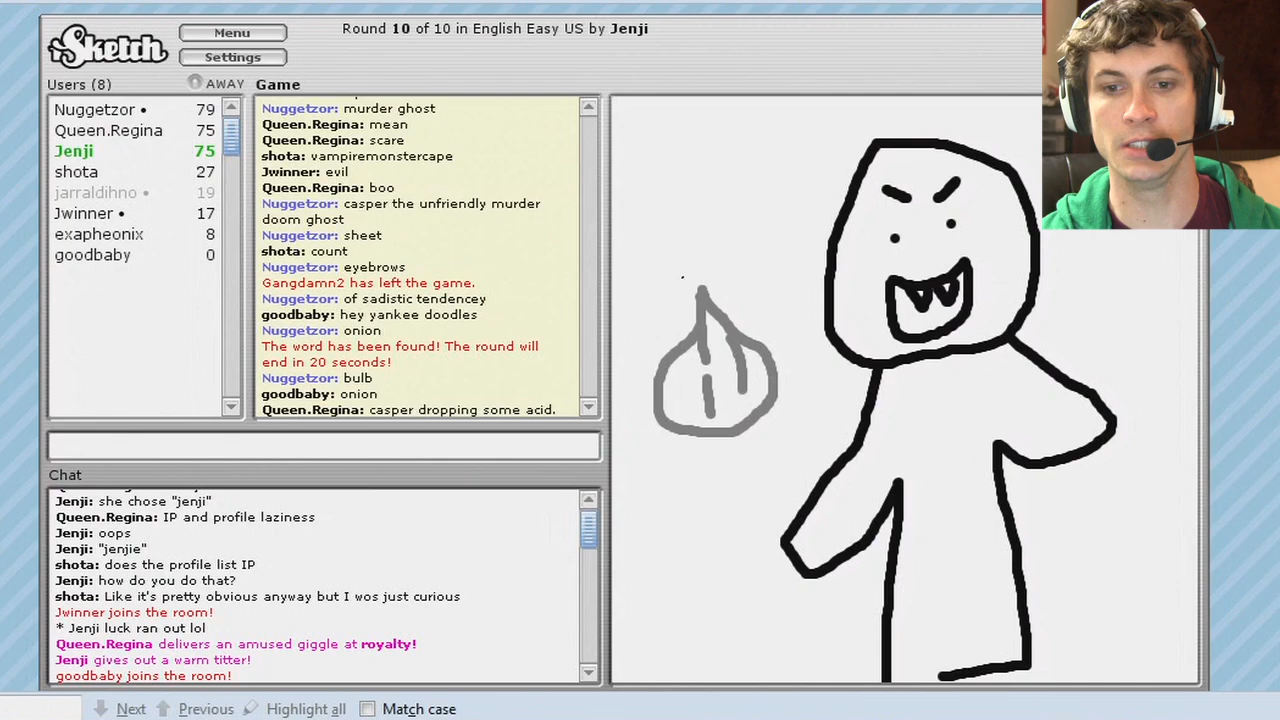 iSketch
Menu
Settings
Round 10 of 10 in English Easy US by Jenji
Users (8)
AWAY
Game
Nuggetzor • 79
Queen.Regina 75
Jenji 75
shota 27
jarraldihno • 19
Jwinner • 17
exapheonix 8
goodbaby 0
Nuggetzor: murder ghost
Queen.Regina: mean
Queen.Regina: scare
shota: vampiremonstercape
Jwinner: evil
Queen.Regina: boo
Nuggetzor: casper the unfriendly murder
doom ghost
Nuggetzor: sheet
shota: count
Nuggetzor: eyebrows
Gangdamn2 has left the game.
Nuggetzor: of sadistic tendencey
goodbaby: hey yankee doodles
Nuggetzor: onion
The word has been found! The round will
end in 20 seconds!
Nuggetzor: bulb
goodbaby: onion
Queen.Regina: casper dropping some acid.
Chat
Jenji: she chose "jenji"
Queen.Regina: IP and profile laziness
Jenji: oops
Jenji: "jenjie"
shota: does the profile list IP
Jenji: how do you do that?
shota: Like it's pretty obvious anyway but I wos just curious
Jwinner joins the room!
* Jenji luck ran out lol
Queen.Regina delivers an amused giggle at royalty!
Jenji gives out a warm titter!
goodbaby joins the room!
Next
Previous
Highlight all
Match case